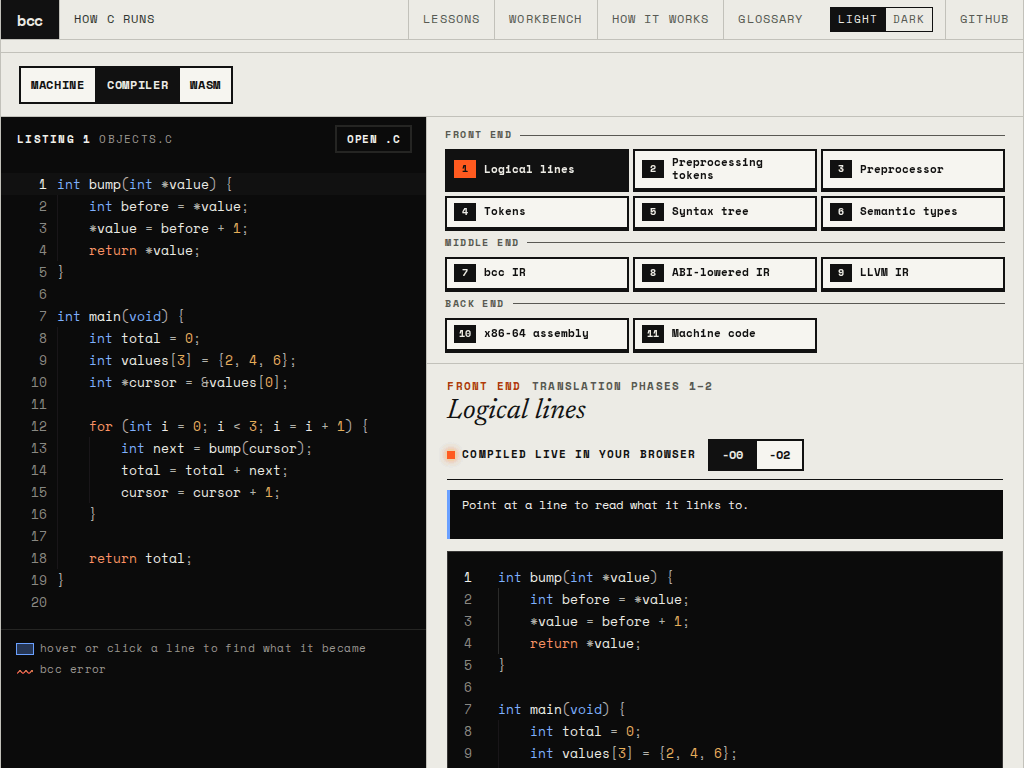 bcc HOW C RUNS LESSONS WORKBENCH HOW IT WORKS GLOSSARY LIGHT DARK GITHUB
MACHINE COMPILER WASM
LISTING 1 OBJECTS.C OPEN .C
1 int bump(int *value) {
2 int before = *value;
3 *value = before + 1;
4 return *value;
5 }
6
7 int main(void) {
8 int total = 0;
9 int values[3] = {2, 4, 6};
10 int *cursor = &values[0];
11
12 for (int i = 0; i < 3; i = i + 1) {
13 int next = bump(cursor);
14 total = total + next;
15 cursor = cursor + 1;
16 }
17
18 return total;
19 }
20
hover or click a line to find what it became
bcc error
FRONT END
1 Logical lines
2 Preprocessing tokens
3 Preprocessor
4 Tokens
5 Syntax tree
6 Semantic types
MIDDLE END
7 bcc IR
8 ABI-lowered IR
9 LLVM IR
BACK END
10 x86-64 assembly
11 Machine code
FRONT END TRANSLATION PHASES 1–2
Logical lines
COMPILED LIVE IN YOUR BROWSER -O0 -O2
Point at a line to read what it links to.
1 int bump(int *value) {
2 int before = *value;
3 *value = before + 1;
4 return *value;
5 }
6
7 int main(void) {
8 int total = 0;
9 int values[3] = {2, 4, 6};